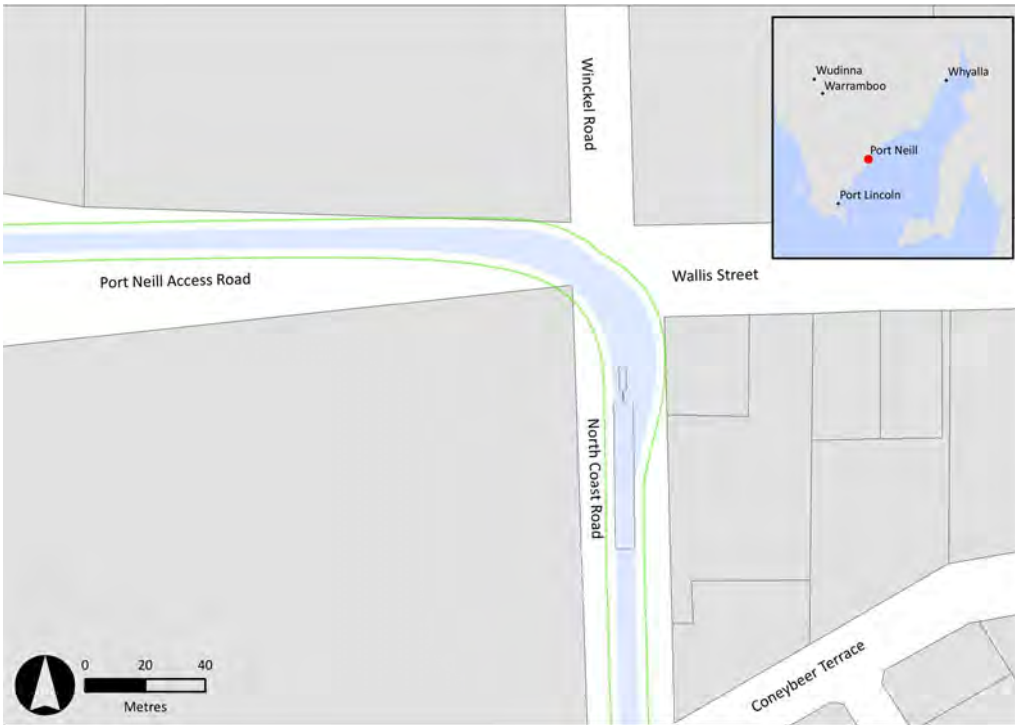 Winckel Road
Wudinna
Warramboo
Whyalla
Port Neill
Port Lincoln
Port Neill Access Road
Wallis Street
North Coast Road
Coneybeer Terrace
0 20 40
Metres